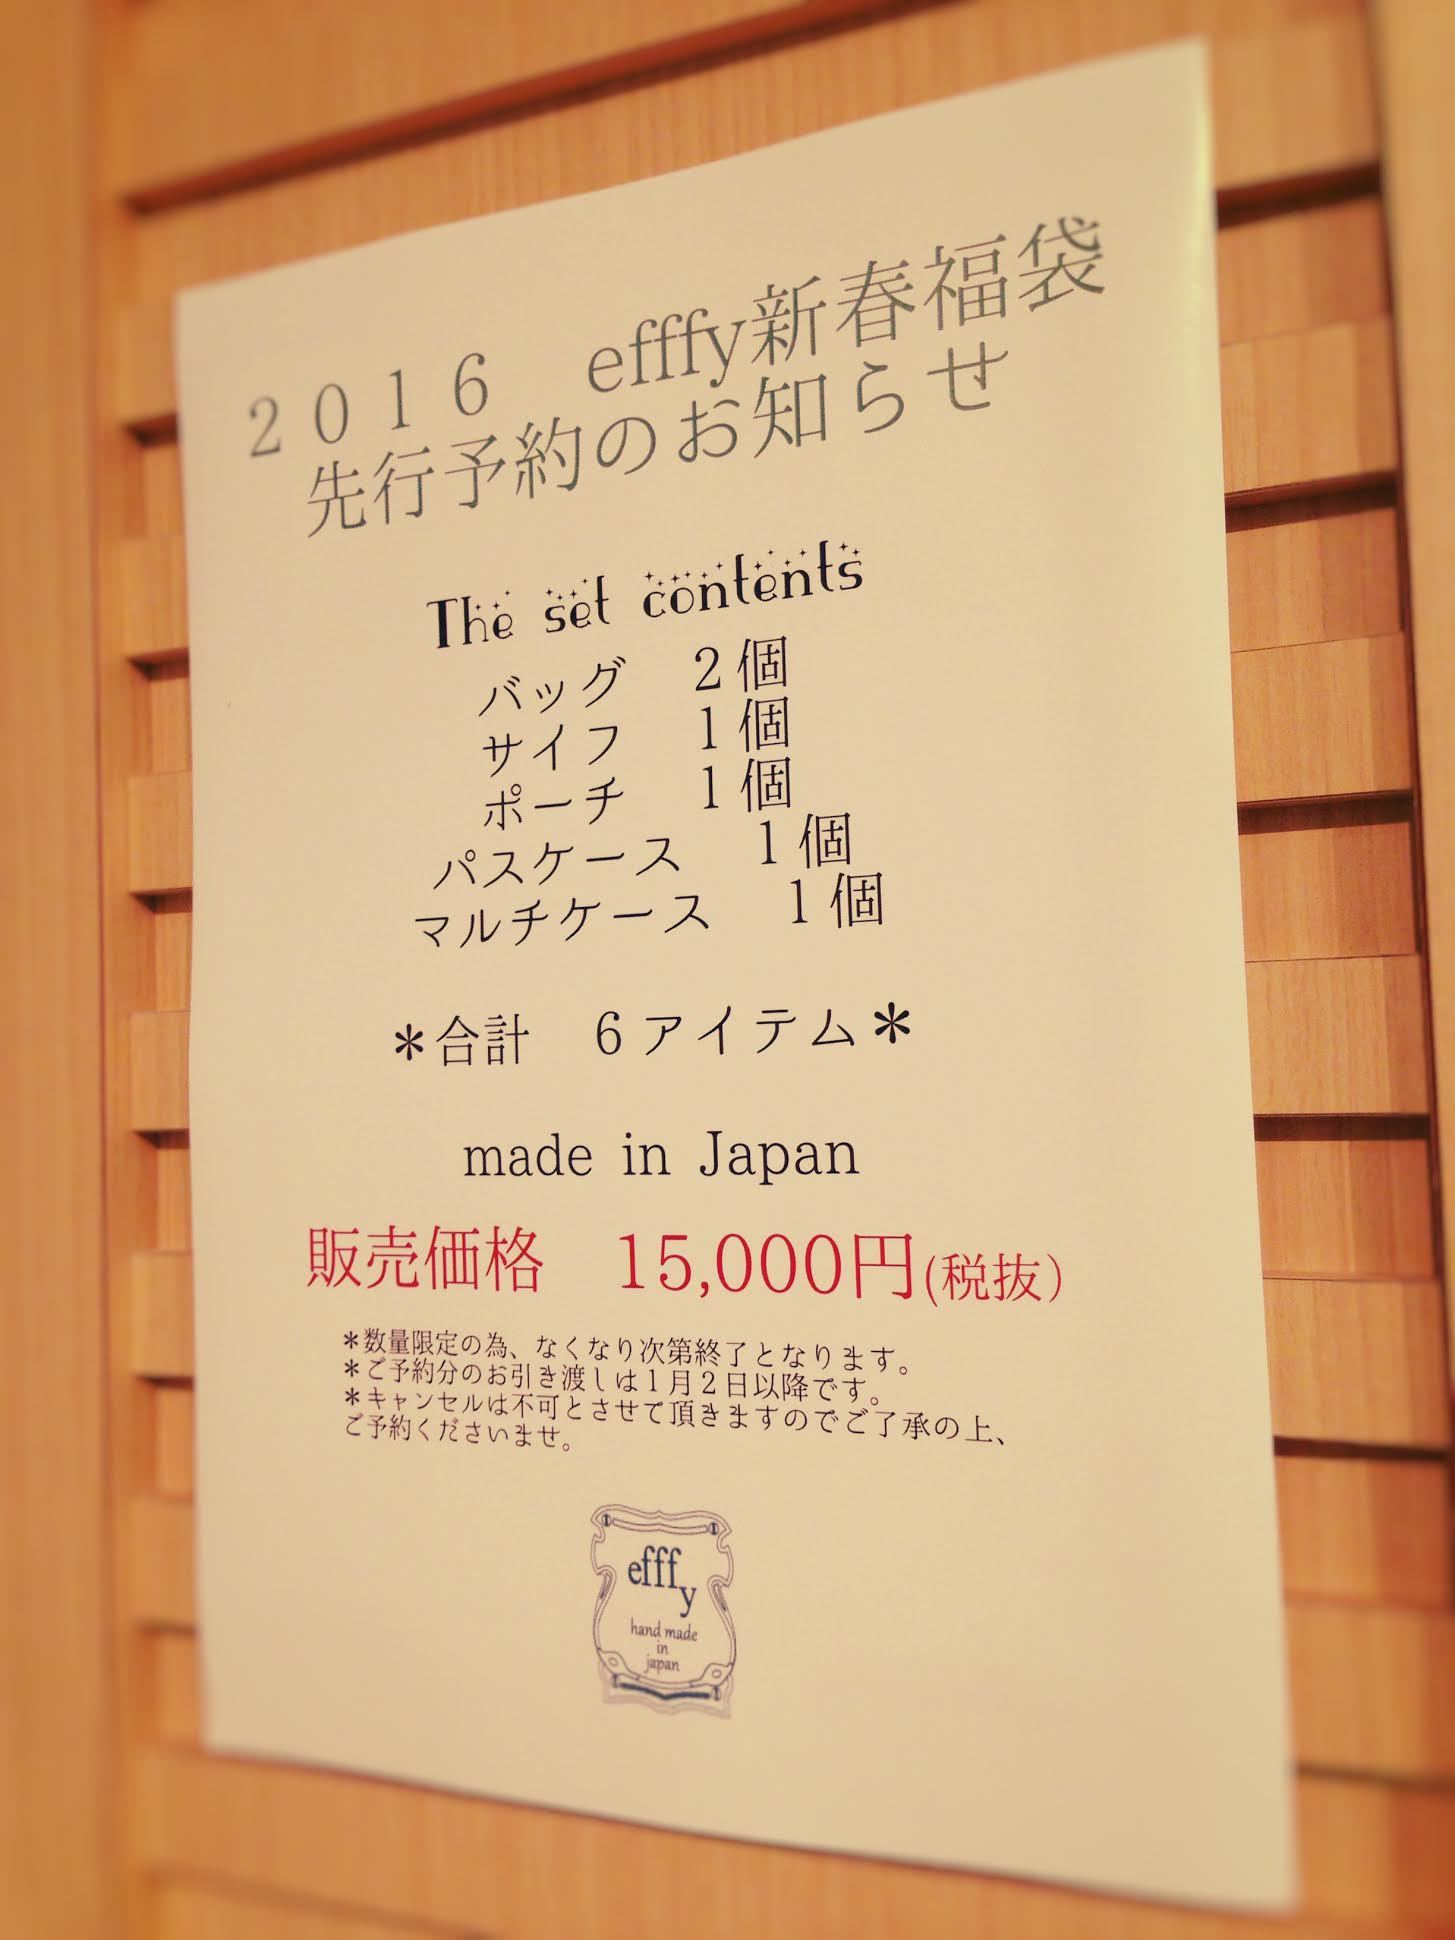 2016　efffy新春福袋
先行予約のお知らせ
The set contents
バッグ　2個
サイフ　1個
ポーチ　1個
パスケース　1個
マルチケース　1個
＊合計　6アイテム＊
made in Japan
販売価格　15,000円(税抜)
＊数量限定の為、なくなり次第終了となります。
＊ご予約分のお引き渡しは1月2日以降です。
＊キャンセルは不可とさせて頂きますのでご了承の上、
ご予約くださいませ。
efffy
hand made
in
japan